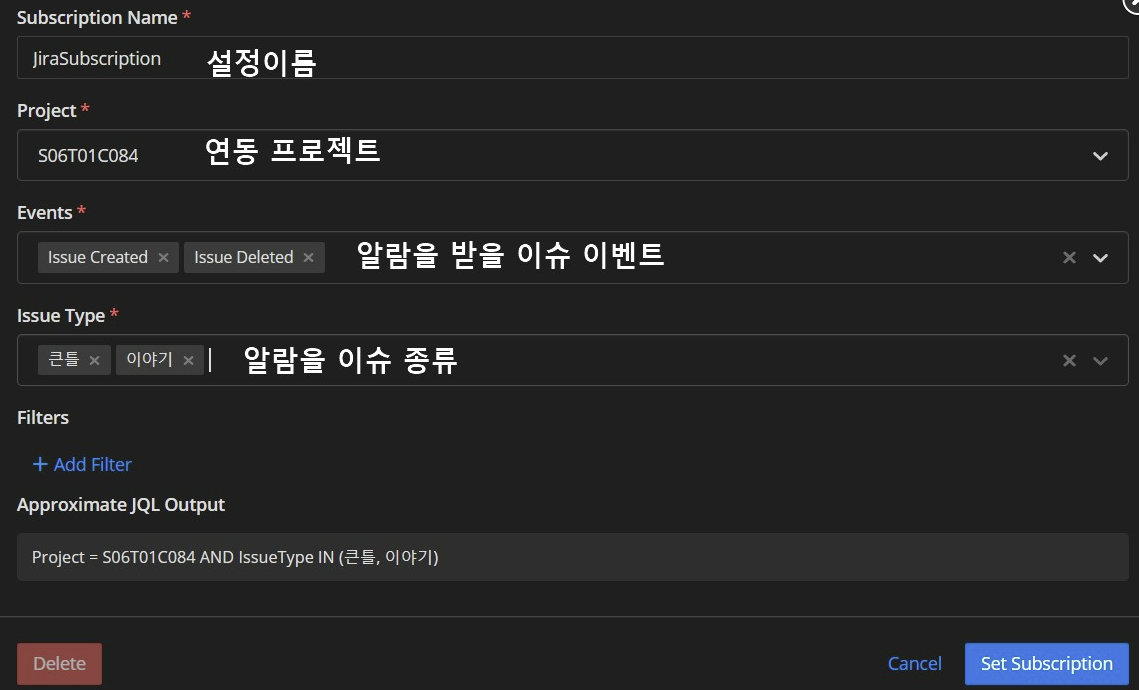 Subscription Name *
JiraSubscription 설정이름
Project *
S06T01C084 연동 프로젝트
Events *
Issue Created × Issue Deleted × 알람을 받을 이슈 이벤트
Issue Type *
큰틀 × 이야기 × 알람을 이슈 종류
Filters
+ Add Filter
Approximate JQL Output
Project = S06T01C084 AND IssueType IN (큰틀, 이야기)
Delete Cancel Set Subscription